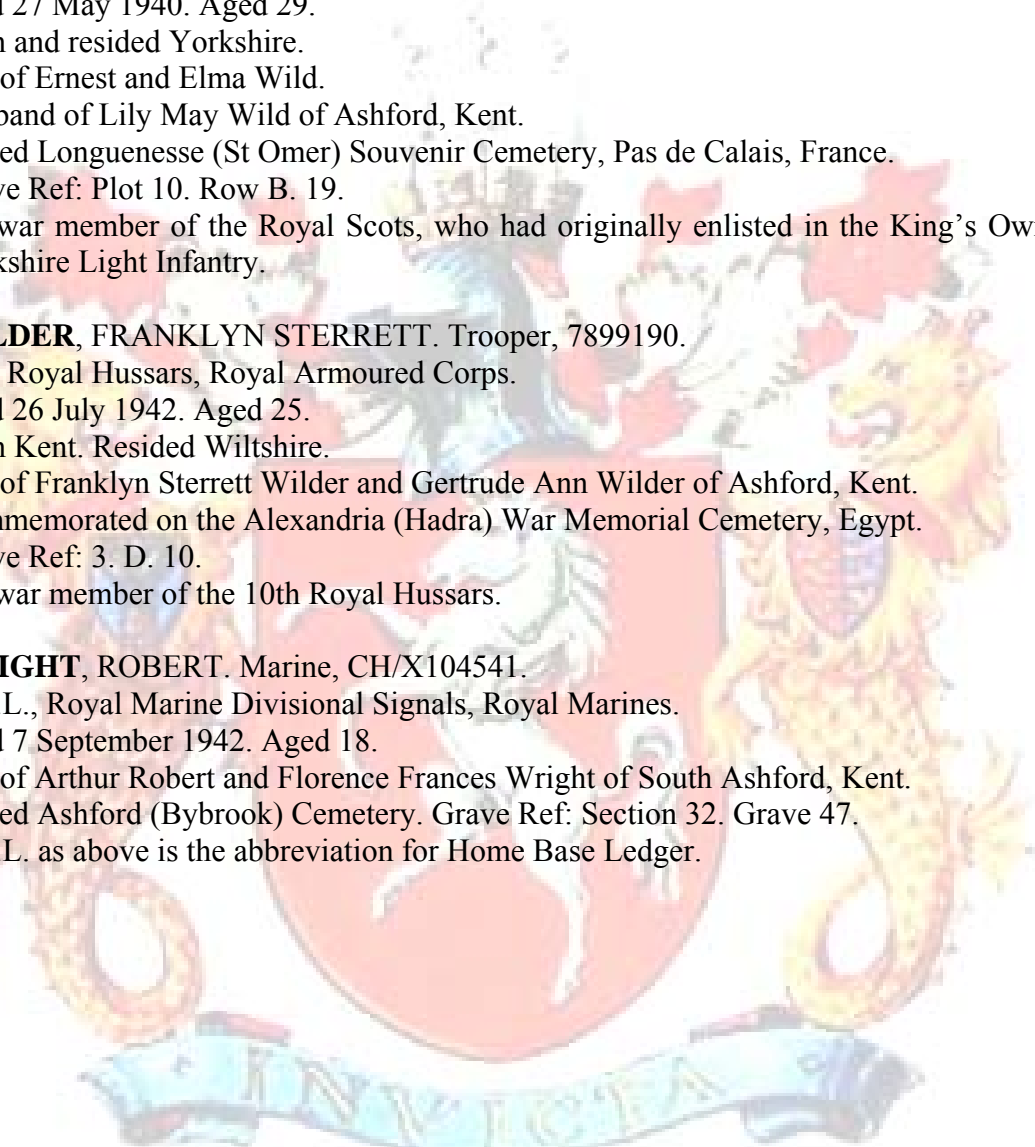 d 27 May 1940. Aged 29.
n and resided Yorkshire.
of Ernest and Elma Wild.
band of Lily May Wild of Ashford, Kent.
ed Longuenesse (St Omer) Souvenir Cemetery, Pas de Calais, France.
ve Ref: Plot 10. Row B. 19.
war member of the Royal Scots, who had originally enlisted in the King’s Ow
kshire Light Infantry.
LDER, FRANKLYN STERRETT. Trooper, 7899190.
Royal Hussars, Royal Armoured Corps.
d 26 July 1942. Aged 25.
n Kent. Resided Wiltshire.
of Franklyn Sterrett Wilder and Gertrude Ann Wilder of Ashford, Kent.
mmemorated on the Alexandria (Hadra) War Memorial Cemetery, Egypt.
ve Ref: 3. D. 10.
war member of the 10th Royal Hussars.
IGHT, ROBERT. Marine, CH/X104541.
L., Royal Marine Divisional Signals, Royal Marines.
d 7 September 1942. Aged 18.
of Arthur Robert and Florence Frances Wright of South Ashford, Kent.
ed Ashford (Bybrook) Cemetery. Grave Ref: Section 32. Grave 47.
L. as above is the abbreviation for Home Base Ledger.
INVICTA